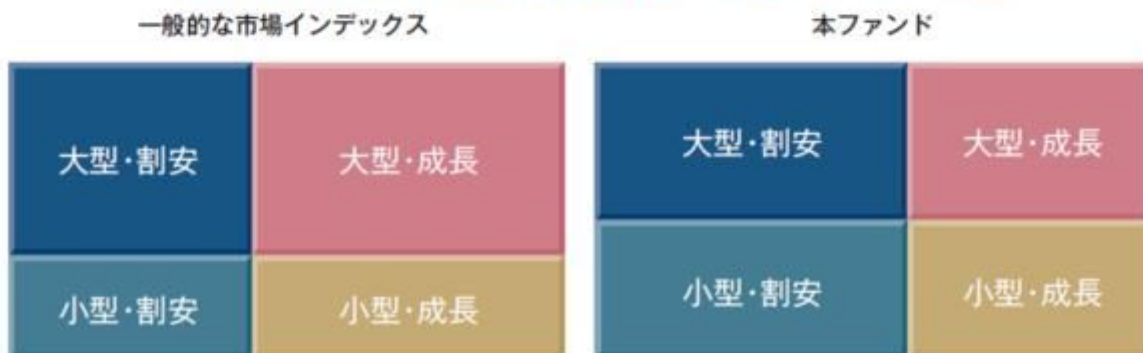 一般的な市場インデックス
本ファンド
大型・割安
大型・成長
小型・割安
小型・成長
大型・割安
大型・成長
小型・割安
小型・成長